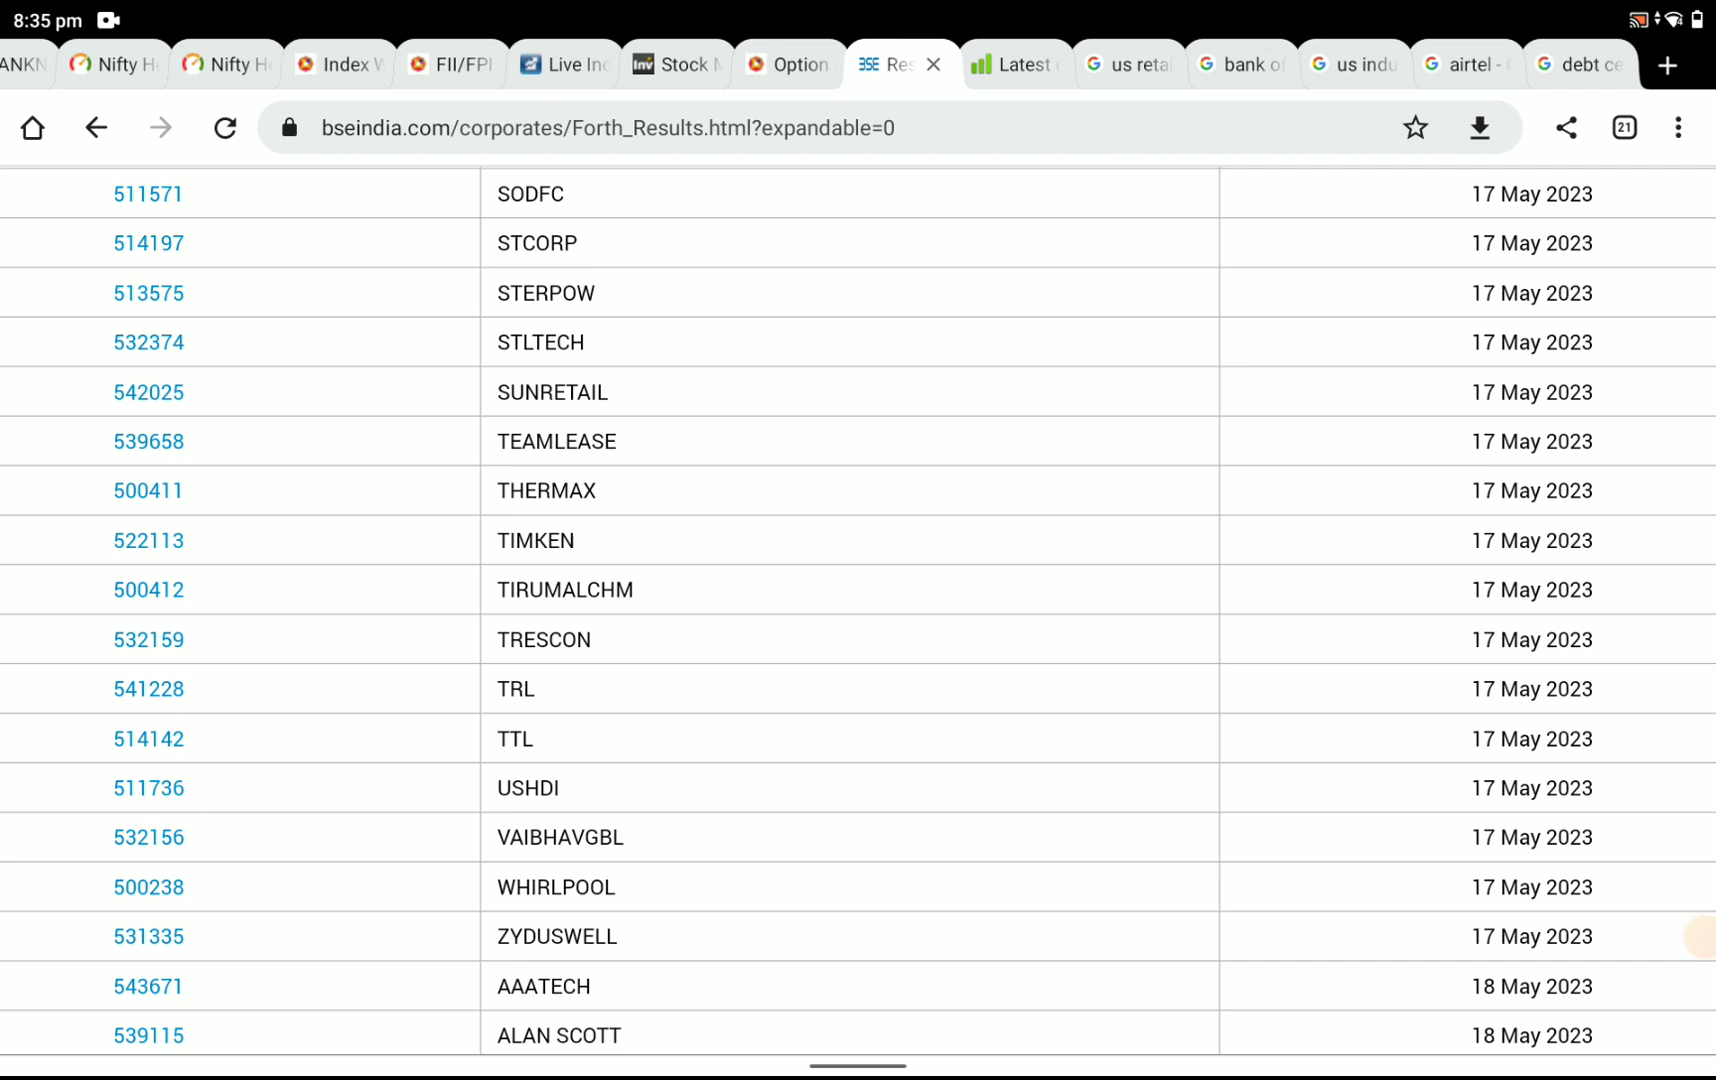 8:35 pm
ANKN Nifty H Nifty H Index W FII/FPI Live Ind Inv Stock M Option BSE Res Latest us retai bank of us indu airtel - debt ce
bseindia.com/corporates/Forth_Results.html?expandable=0 21
511571 SODFC 17 May 2023
514197 STCORP 17 May 2023
513575 STERPOW 17 May 2023
532374 STLTECH 17 May 2023
542025 SUNRETAIL 17 May 2023
539658 TEAMLEASE 17 May 2023
500411 THERMAX 17 May 2023
522113 TIMKEN 17 May 2023
500412 TIRUMALCHM 17 May 2023
532159 TRESCON 17 May 2023
541228 TRL 17 May 2023
514142 TTL 17 May 2023
511736 USHDI 17 May 2023
532156 VAIBHAVGBL 17 May 2023
500238 WHIRLPOOL 17 May 2023
531335 ZYDUSWELL 17 May 2023
543671 AAATECH 18 May 2023
539115 ALAN SCOTT 18 May 2023